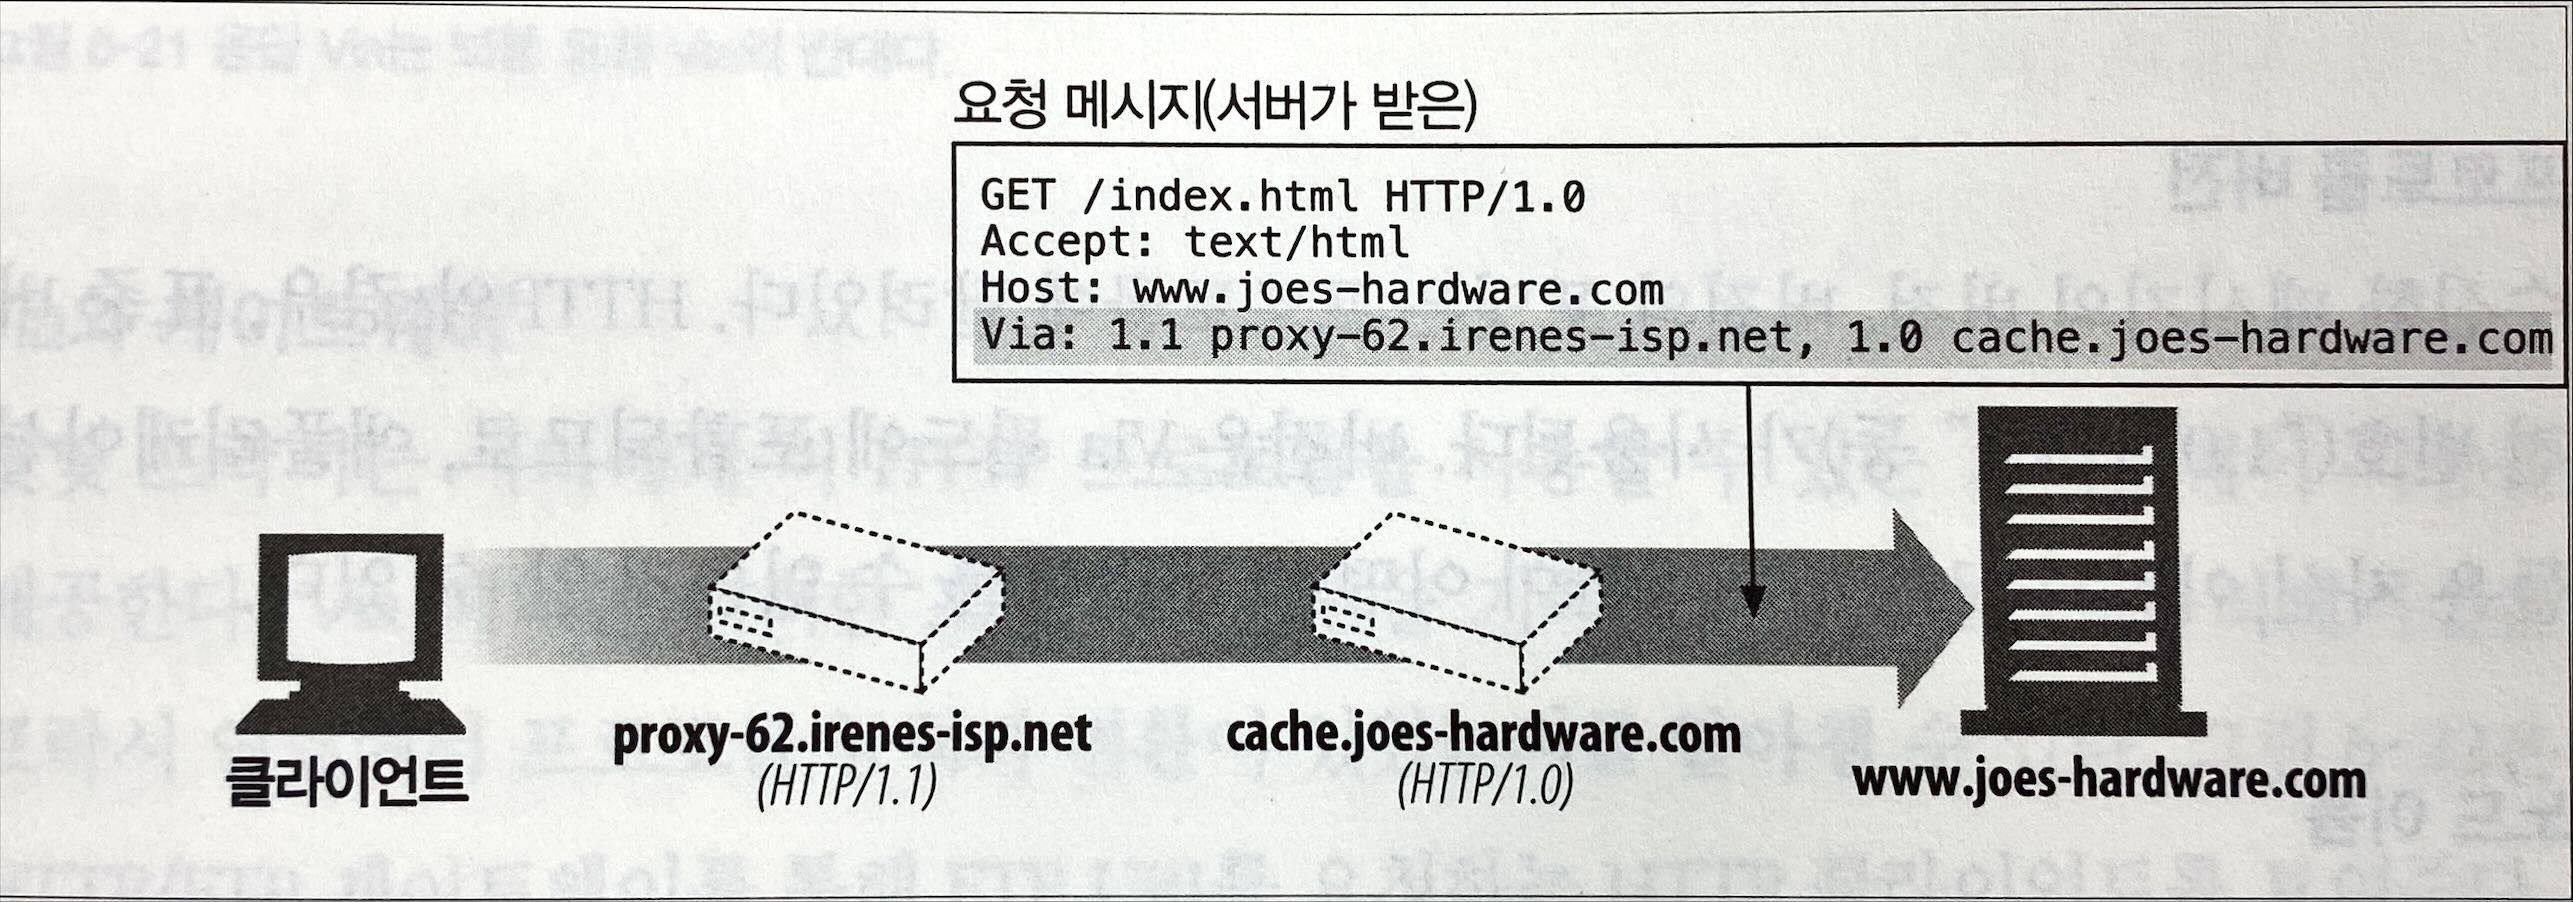 요청 메시지(서버가 받은)
GET /index.html HTTP/1.0
Accept: text/html
Host: www.joes-hardware.com
Via: 1.1 proxy-62.irenes-isp.net, 1.0 cache.joes-hardware.com
클라이언트
proxy-62.irenes-isp.net
(HTTP/1.1)
cache.joes-hardware.com
(HTTP/1.0)
www.joes-hardware.com